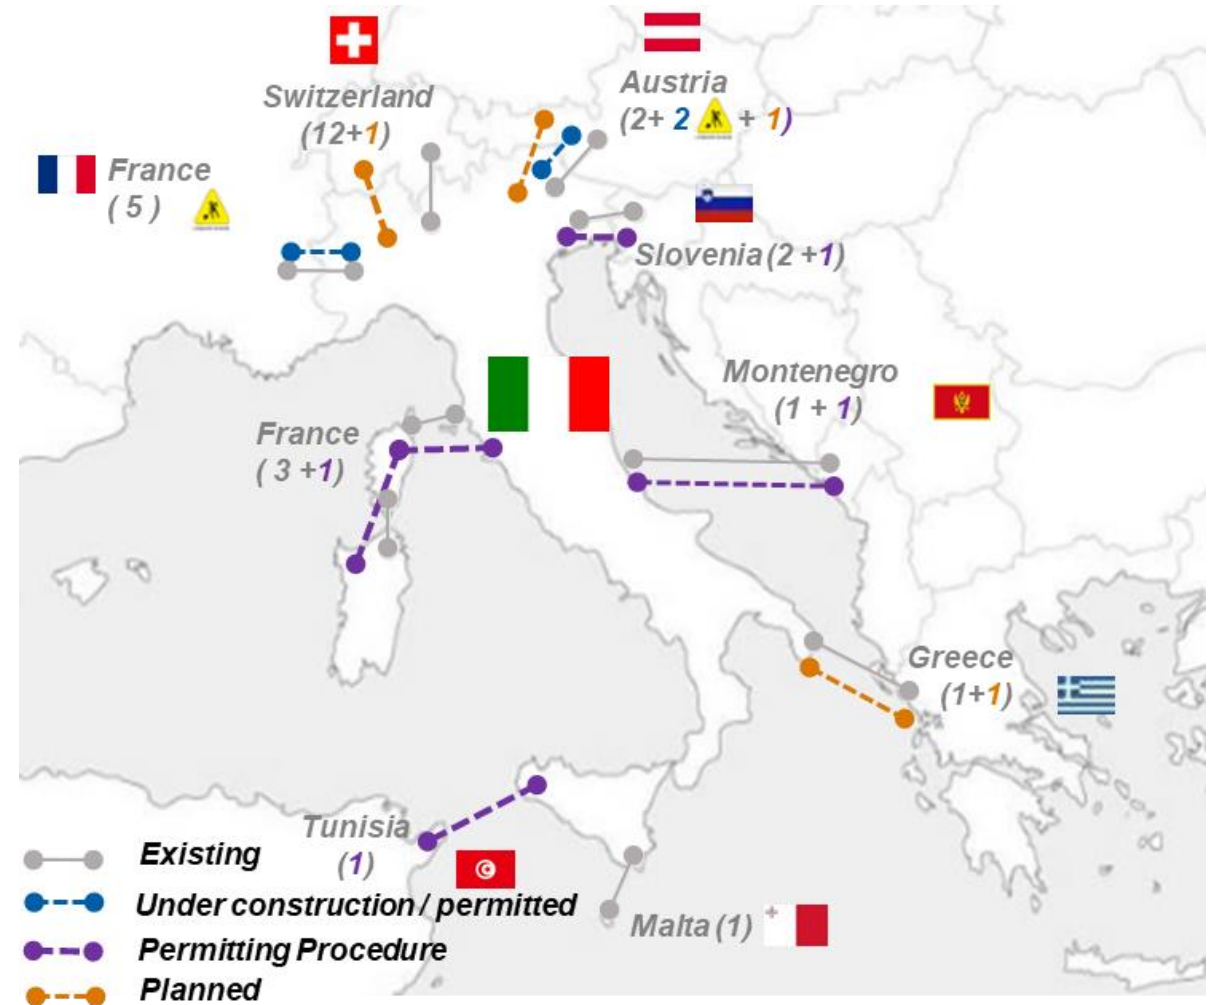 Switzerland
(12+1)
Austria
(2+ 2 + 1)
France
( 5 )
Slovenia (2 +1)
Montenegro
(1 + 1)
France
( 3 +1)
Greece
(1+1)
Tunisia
(1)
Malta (1)
Existing
Under construction / permitted
Permitting Procedure
Planned